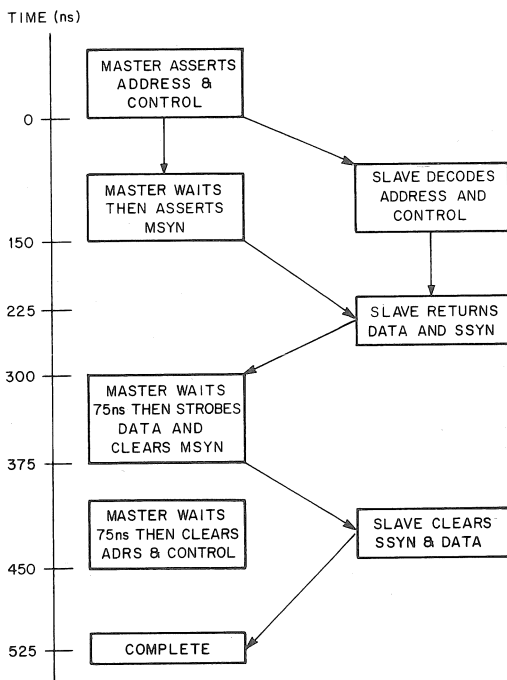 TIME (ns)
MASTER ASSERTS
ADDRESS &
CONTROL
0
MASTER WAITS
THEN ASSERTS
MSYN
SLAVE DECODES
ADDRESS AND
CONTROL
150
225
SLAVE RETURNS
DATA AND SSYN
300
MASTER WAITS
75ns THEN STROBES
DATA AND
CLEARS MSYN
375
MASTER WAITS
75ns THEN CLEARS
ADRS & CONTROL
SLAVE CLEARS
SSYN & DATA
450
525
COMPLETE